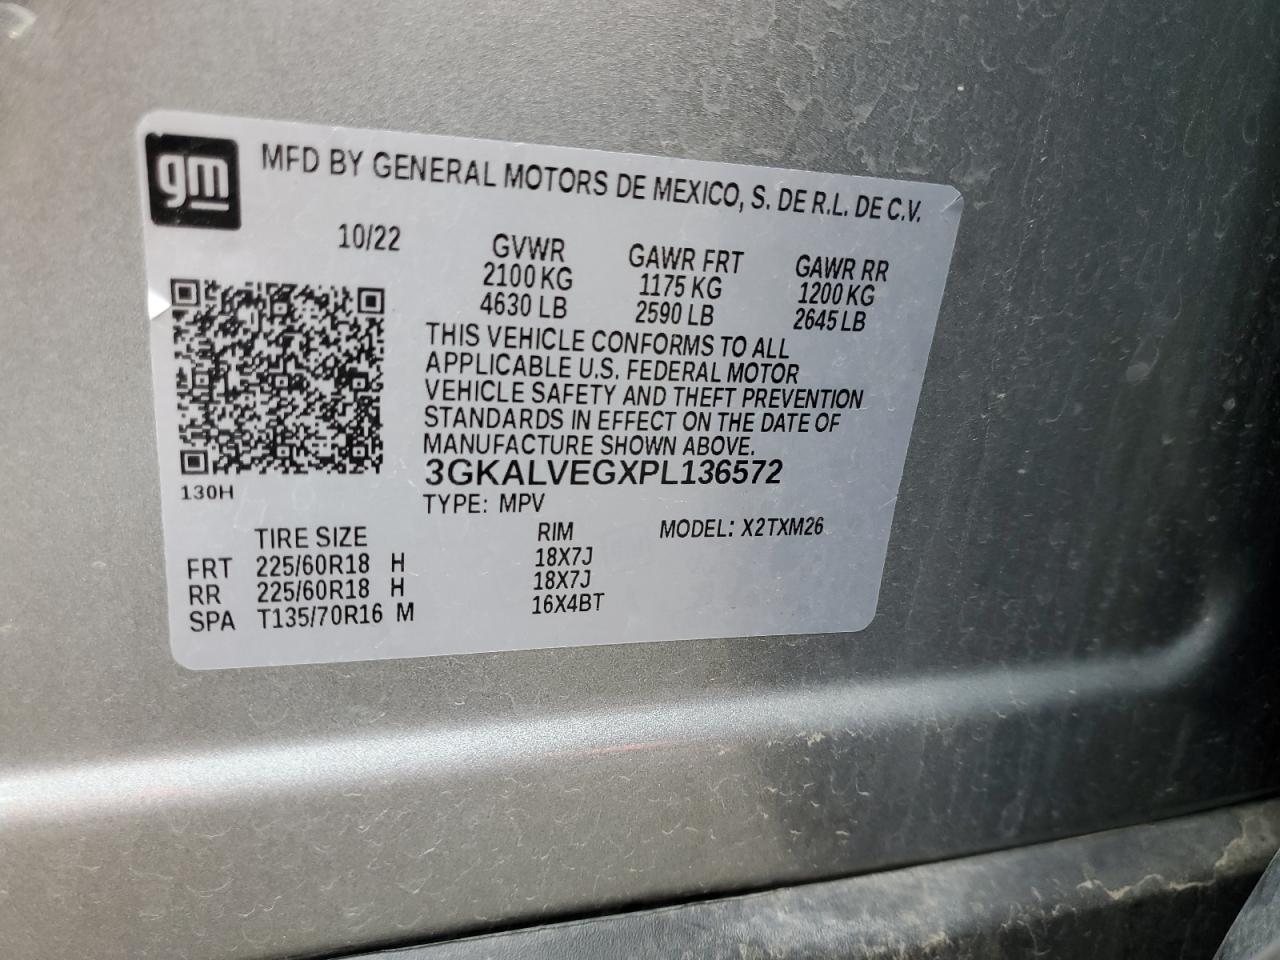 gm
MFD BY GENERAL MOTORS DE MEXICO, S. DE R.L. DE C.V.
10/22 GVWR GAWR FRT GAWR RR
2100 KG 1175 KG 1200 KG
4630 LB 2590 LB 2645 LB
THIS VEHICLE CONFORMS TO ALL
APPLICABLE U.S. FEDERAL MOTOR
VEHICLE SAFETY AND THEFT PREVENTION
STANDARDS IN EFFECT ON THE DATE OF
MANUFACTURE SHOWN ABOVE.
3GKALVEGXPL136572
130H
TYPE: MPV
TIRE SIZE RIM MODEL: X2TXM26
FRT 225/60R18 H 18X7J
RR 225/60R18 H 18X7J
SPA T135/70R16 M 16X4BT